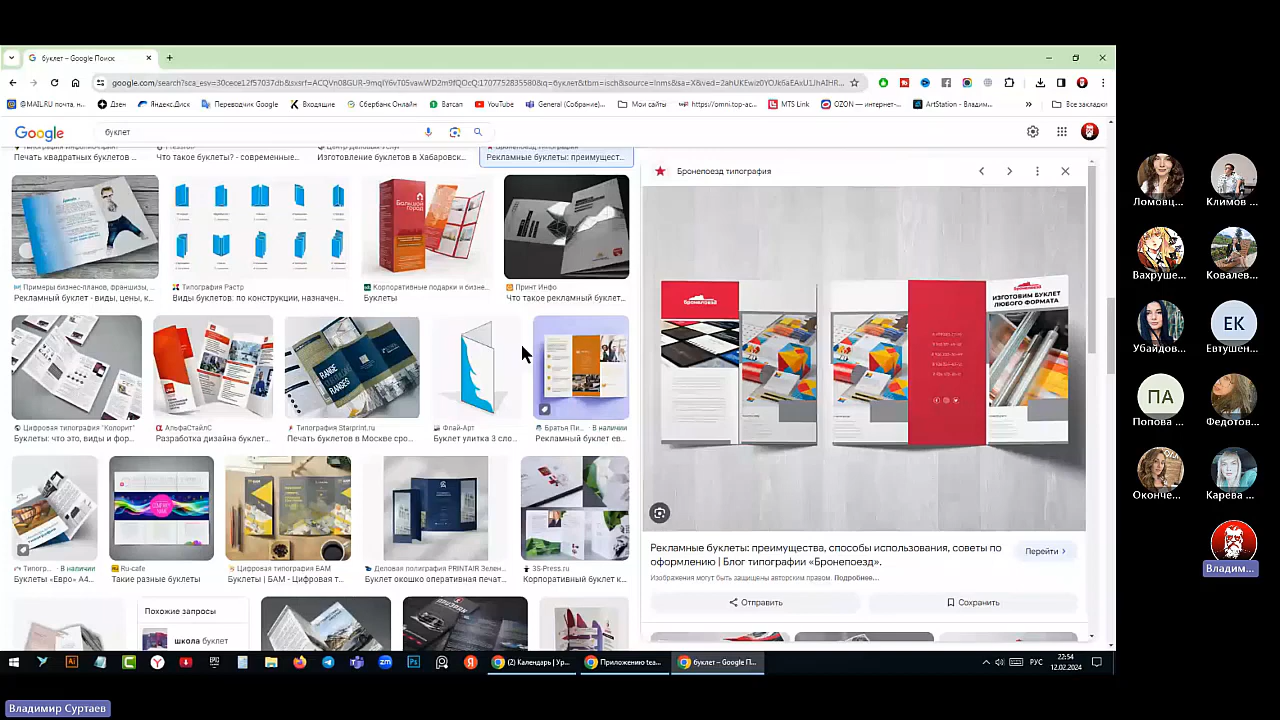 буклет – Google Поиск
google.com/search?sca_esv=30cece12f57037db&sxsrf=ACQVn08GUR-9mqIY6vT05vawWD2m9fQOcQ:1707752835580&q=буклет&tbm=isch&source=lnms&sa=X&ved=
@MAIL.RU почта, н...
Дзен
Яндекс.Диск
Переводчик Google
Входящие
Сбербанк Онлайн
Ватсап
YouTube
General (Собрание)...
Мои сайты
https://omni.top-ac...
MTS Link
OZON — интернет-...
ArtStation - Владим...
»
Все закладки
Google
буклет
Печать квадратных буклетов ...
Что такое буклеты? - современные...
Изготовление буклетов в Хабаровск...
Рекламные буклеты: преимущест...
Примеры бизнес-планов, франшизы, ...
Рекламный буклет - виды, цены, к...
Типография Растр
Виды буклетов: по конструкции, назначен...
Большой город
Корпоративные подарки и бизне...
Буклеты
Принт Инфо
Что такое рекламный буклет...
Цифровая типография "Колорит"
Буклеты: что это, виды и фор...
АльфаСтайлС
Разработка дизайна буклет...
RANGE
RANGES
Типография Starprint.ru
Печать буклетов в Москве сро...
Флай-Арт
Буклет улитка 3 сло...
Братья Пи... · В наличии
Рекламный буклет ев...
Типогр... · В наличии
Буклеты «Евро» А4...
Ru-cafe
Такие разные буклеты
Цифровая типография БАМ
Буклеты | БАМ - Цифровая т...
Деловая полиграфия PRINTAIR Зелен...
Буклет окошко оперативная печат...
3S-Press.ru
Корпоративный буклет к...
Похожие запросы
школа буклет
Бронепоезд типография
БРОНЕПОЕЗД
ИЗГОТОВИМ БУКЛЕТ
ЛЮБОГО ФОРМАТА
Рекламные буклеты: преимущества, способы использования, советы по
оформлению | Блог типографии «Бронепоезд».
Перейти
Изображения могут быть защищены авторским правом. Подробнее...
Отправить
Сохранить
(2) Календарь | Ур...
Приложению tea...
буклет – Google П...
РУС
22:54
12.02.2024
Ломовц...
Климов ...
Вахруше...
Ковалев...
Убайдов...
ЕК
Евтушен...
ПА
Попова ...
Федотов...
Оконче...
Карева ...
Владим...
Владимир Суртаев